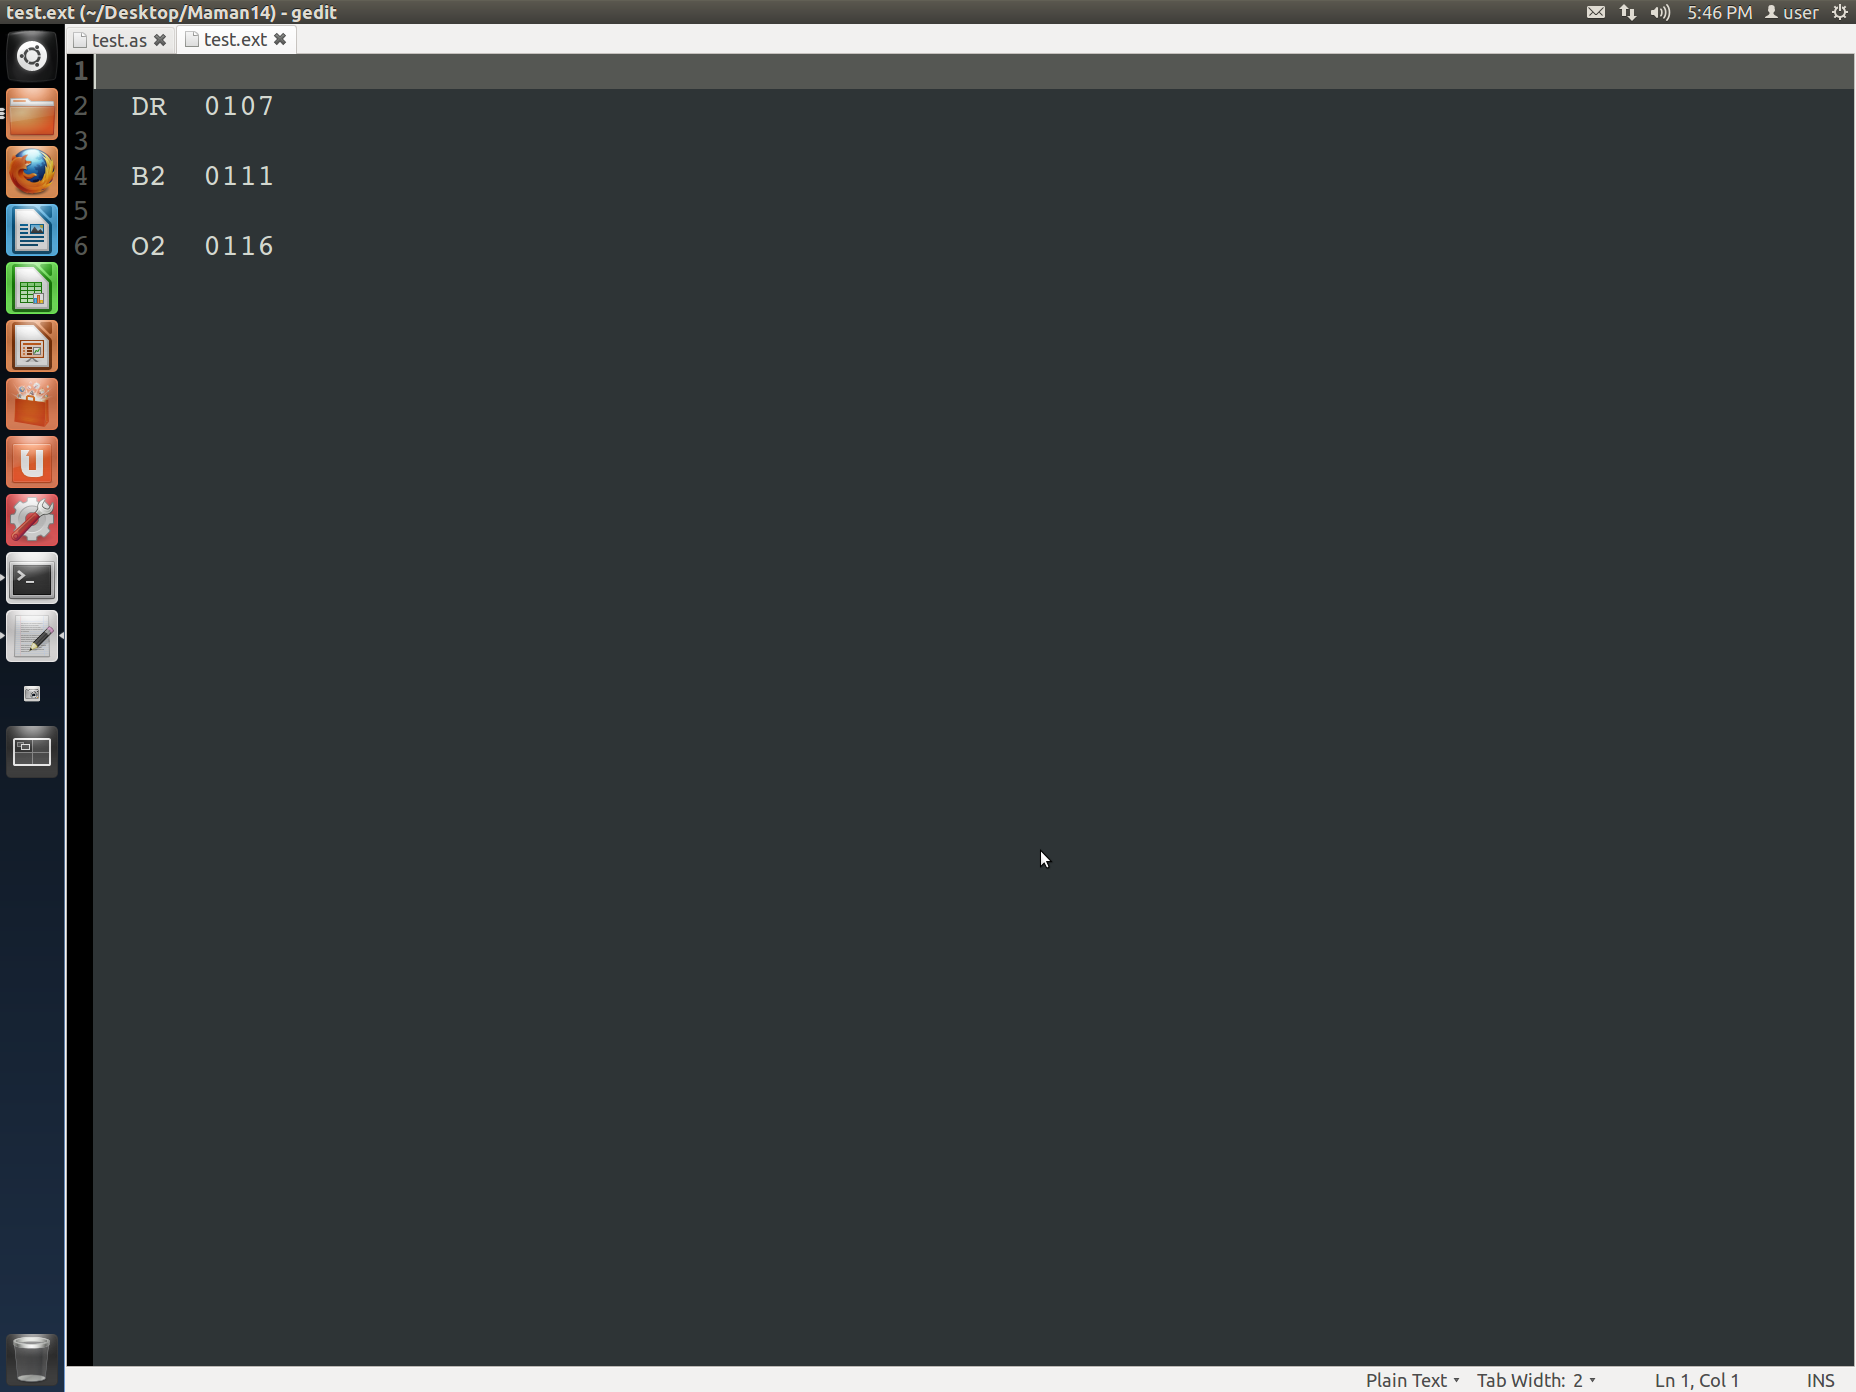 test.ext (~/Desktop/Maman14) - gedit
5:46 PM user
test.as test.ext
1
2 DR 0107
3
4 B2 0111
5
6 O2 0116
Plain Text Tab Width: 2 Ln 1, Col 1 INS